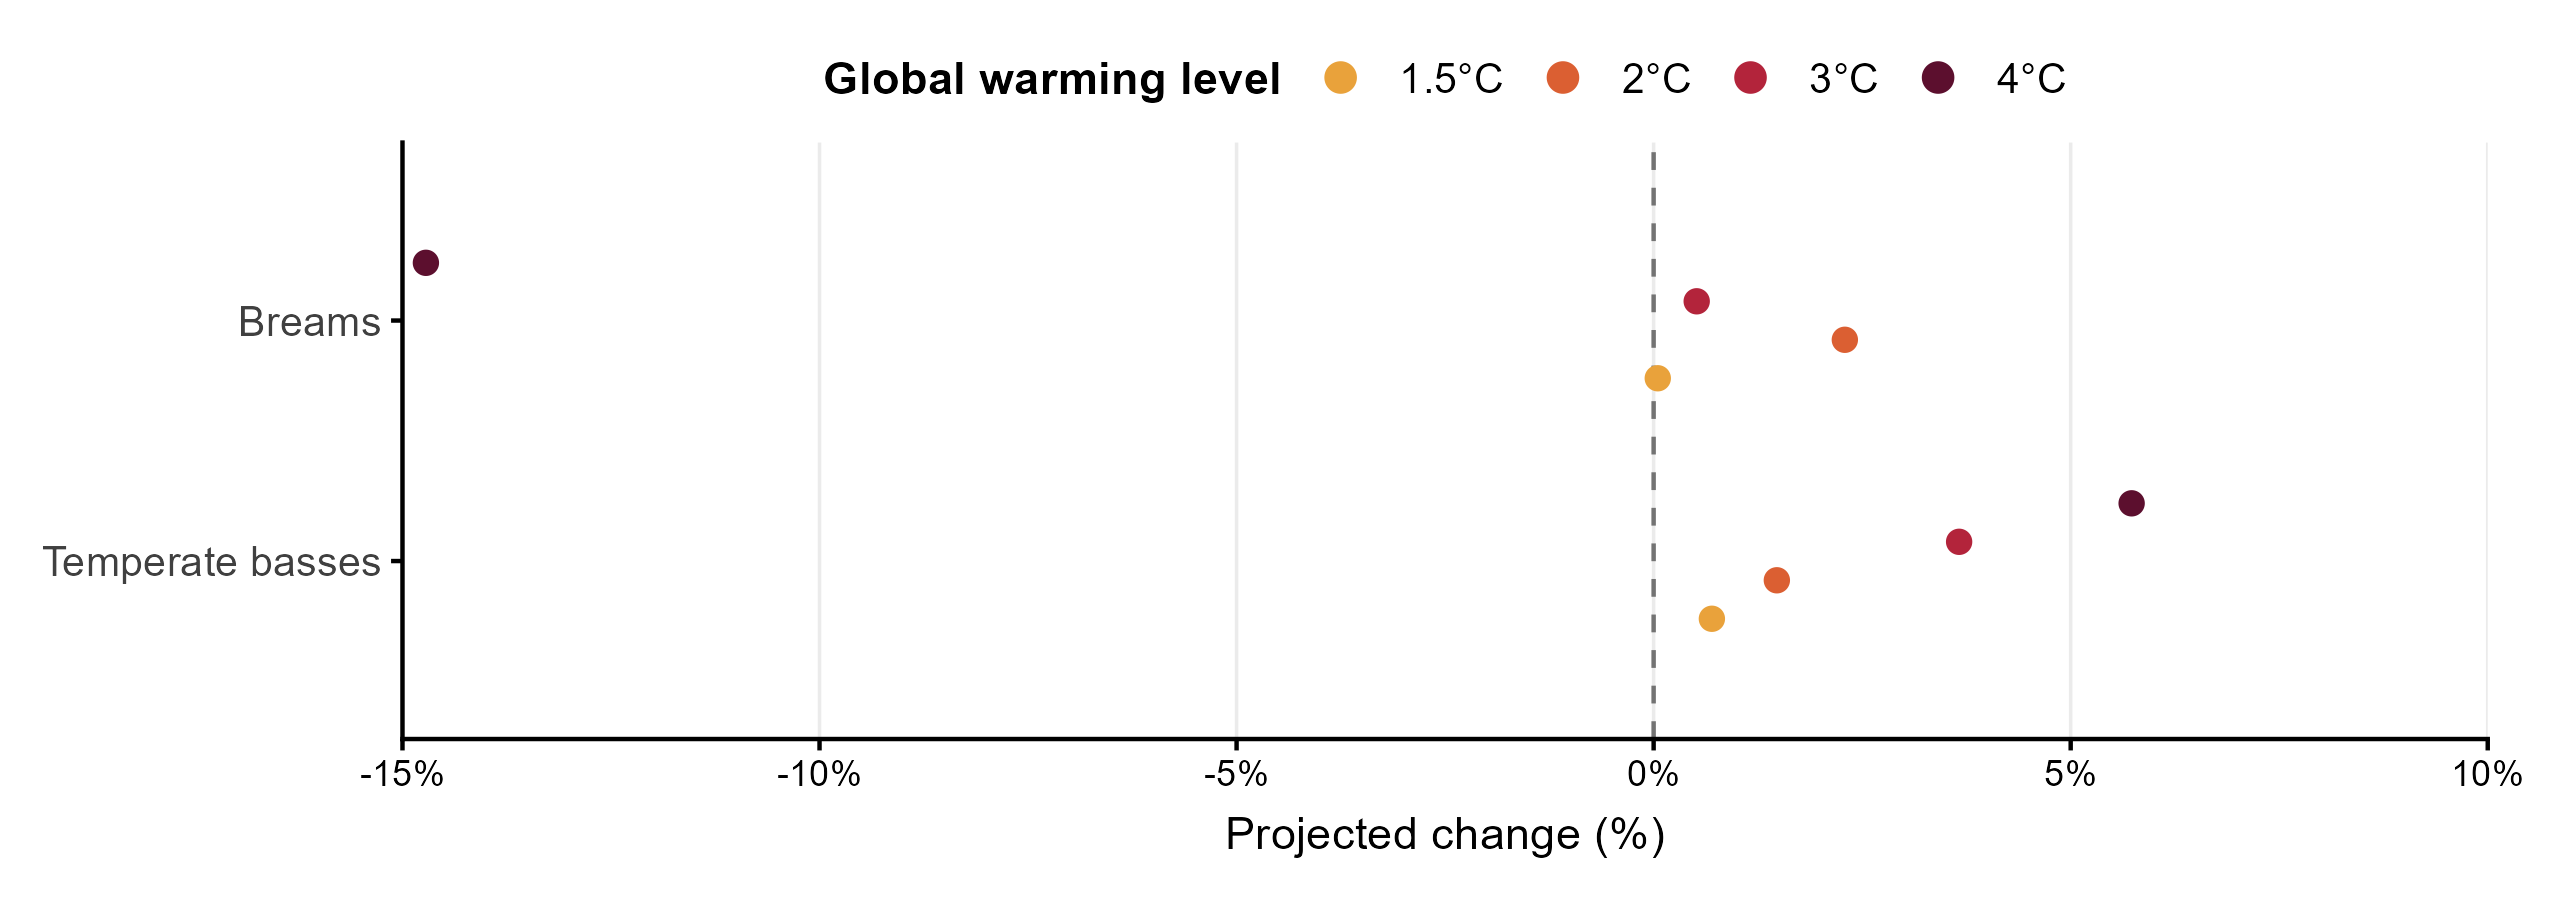 Global warming level 1.5°C 2°C 3°C 4°C
Breams
Temperate basses
-15% -10% -5% 0% 5% 10%
Projected change (%)